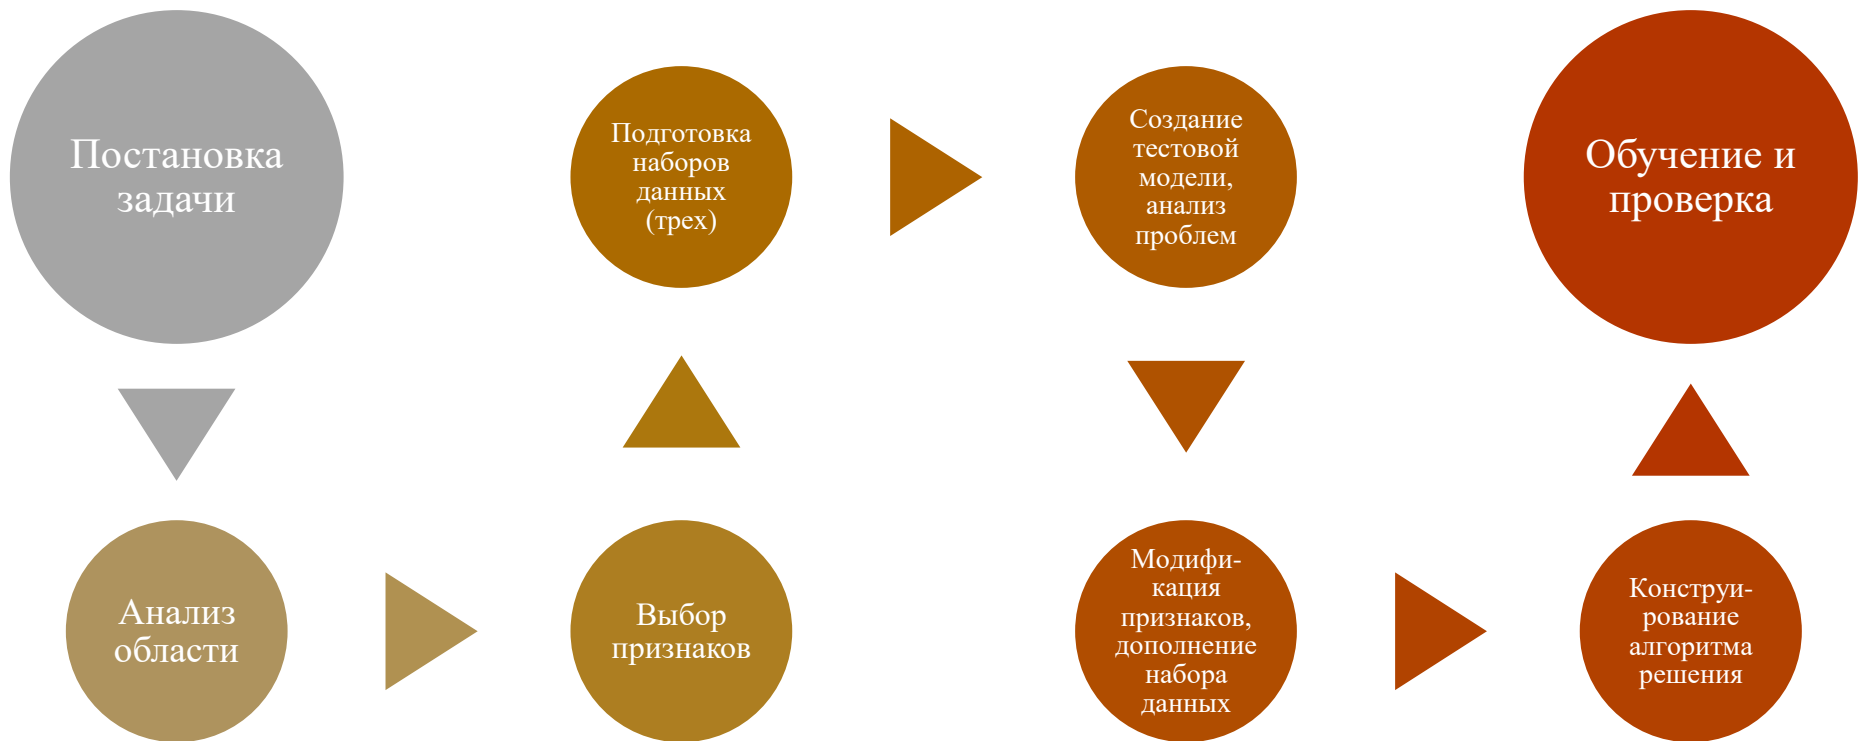 Постановка
задачи
Анализ
области
Выбор
признаков
Подготовка
наборов
данных
(трех)
Создание
тестовой
модели,
анализ
проблем
Модифи-
кация
признаков,
дополнение
набора
данных
Конструи-
рование
алгоритма
решения
Обучение и
проверка